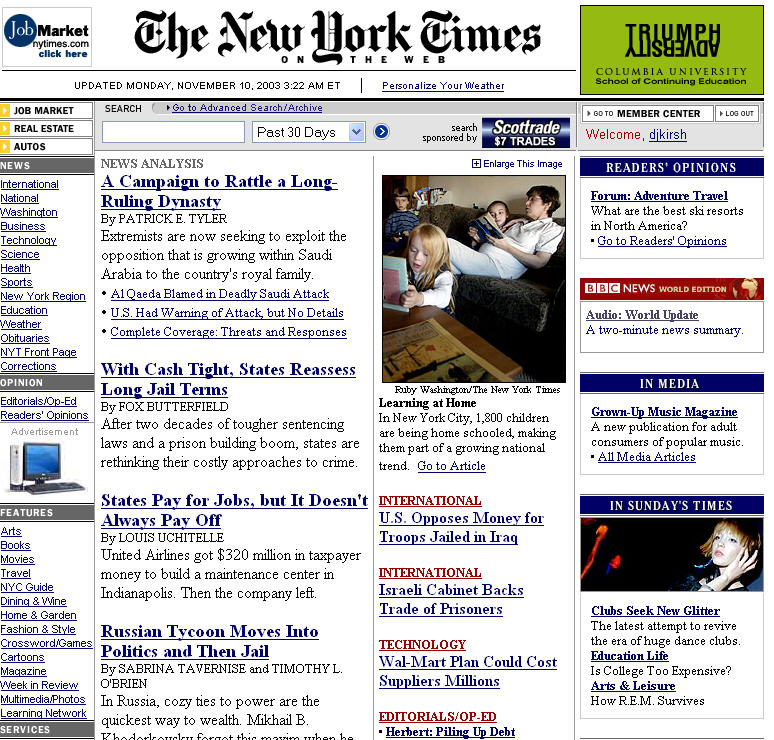 Job Market
nytimes.com
click here
The New York Times
ON THE WEB
TRIUMPH
ADVERSITY
COLUMBIA UNIVERSITY
School of Continuing Education
UPDATED MONDAY, NOVEMBER 10, 2003 3:22 AM ET
Personalize Your Weather
JOB MARKET
REAL ESTATE
AUTOS
SEARCH
Go to Advanced Search/Archive
Past 30 Days
search
sponsored by
Scottrade
$7 TRADES
GO TO MEMBER CENTER
LOG OUT
Welcome, djkirsh
NEWS
International
National
Washington
Business
Technology
Science
Health
Sports
New York Region
Education
Weather
Obituaries
NYT Front Page
Corrections
OPINION
Editorials/Op-Ed
Readers' Opinions
Advertisement
FEATURES
Arts
Books
Movies
Travel
NYC Guide
Dining & Wine
Home & Garden
Fashion & Style
Crossword/Games
Cartoons
Magazine
Week in Review
Multimedia/Photos
Learning Network
SERVICES
NEWS ANALYSIS
A Campaign to Rattle a Long-
Ruling Dynasty
By PATRICK E. TYLER
Extremists are now seeking to exploit the
opposition that is growing within Saudi
Arabia to the country's royal family.
• Al Qaeda Blamed in Deadly Saudi Attack
• U.S. Had Warning of Attack, but No Details
• Complete Coverage: Threats and Responses
With Cash Tight, States Reassess
Long Jail Terms
By FOX BUTTERFIELD
After two decades of tougher sentencing
laws and a prison building boom, states are
rethinking their costly approaches to crime.
States Pay for Jobs, but It Doesn't
Always Pay Off
By LOUIS UCHITELLE
United Airlines got $320 million in taxpayer
money to build a maintenance center in
Indianapolis. Then the company left.
Russian Tycoon Moves Into
Politics and Then Jail
By SABRINA TAVERNISE and TIMOTHY L.
O'BRIEN
In Russia, cozy ties to power are the
quickest way to wealth. Mikhail B.
Khodorkovsky forgot this maxim when he
Enlarge This Image
Ruby Washington/The New York Times
Learning at Home
In New York City, 1,800 children
are being home schooled, making
them part of a growing national
trend. Go to Article
INTERNATIONAL
U.S. Opposes Money for
Troops Jailed in Iraq
INTERNATIONAL
Israeli Cabinet Backs
Trade of Prisoners
TECHNOLOGY
Wal-Mart Plan Could Cost
Suppliers Millions
EDITORIALS/OP-ED
• Herbert: Piling Up Debt
READERS' OPINIONS
Forum: Adventure Travel
What are the best ski resorts
in North America?
• Go to Readers' Opinions
BBC NEWS WORLD EDITION
Audio: World Update
A two-minute news summary.
IN MEDIA
Grown-Up Music Magazine
A new publication for adult
consumers of popular music.
• All Media Articles
IN SUNDAY'S TIMES
Clubs Seek New Glitter
The latest attempt to revive
the era of huge dance clubs.
Education Life
Is College Too Expensive?
Arts & Leisure
How R.E.M. Survives